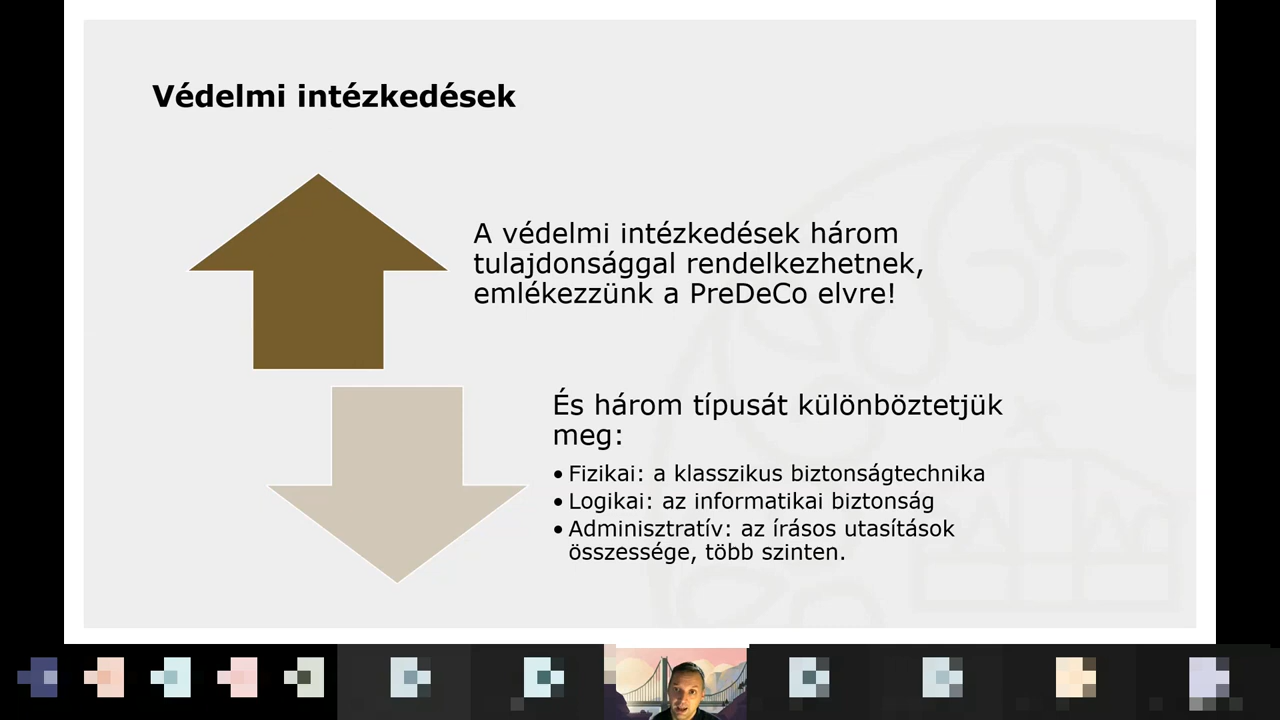 Védelmi intézkedések
A védelmi intézkedések három
tulajdonsággal rendelkezhetnek,
emlékezzünk a PreDeCo elvre!
És három típusát különböztetjük
meg:
• Fizikai: a klasszikus biztonságtechnika
• Logikai: az informatikai biztonság
• Adminisztratív: az írásos utasítások
összessége, több szinten.